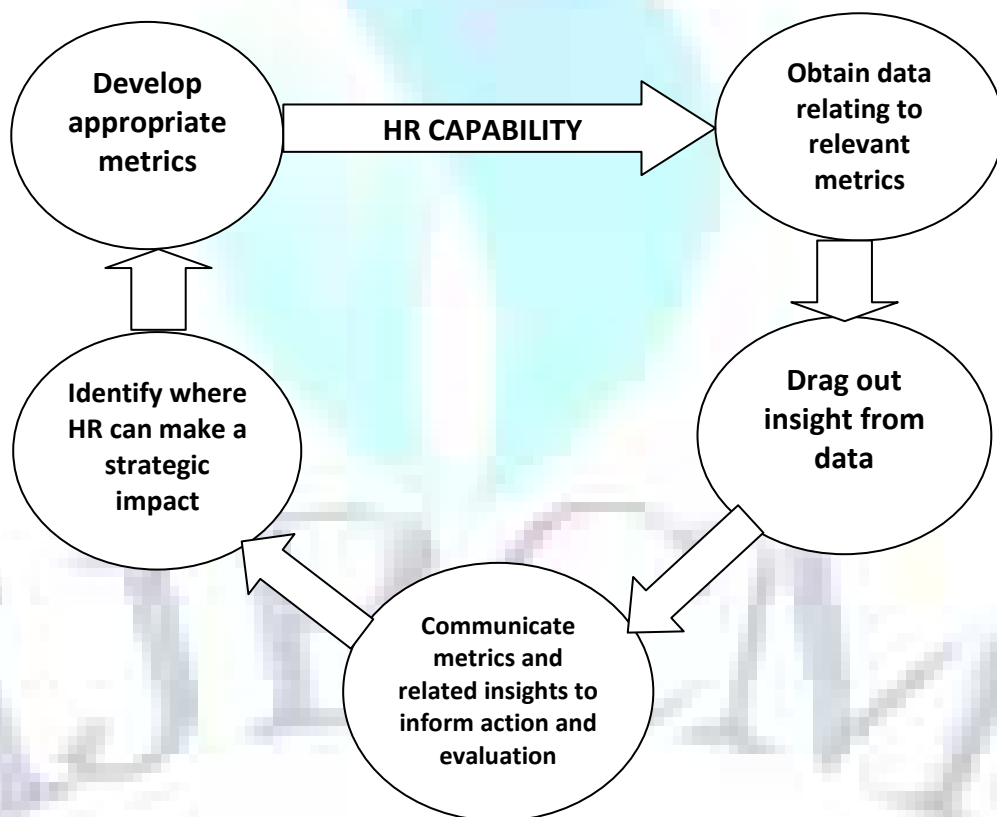 Develop
appropriate
metrics
HR CAPABILITY
Obtain data
relating to
relevant
metrics
Drag out
insight from
data
Communicate
metrics and
related insights to
inform action and
evaluation
Identify where
HR can make a
strategic
impact